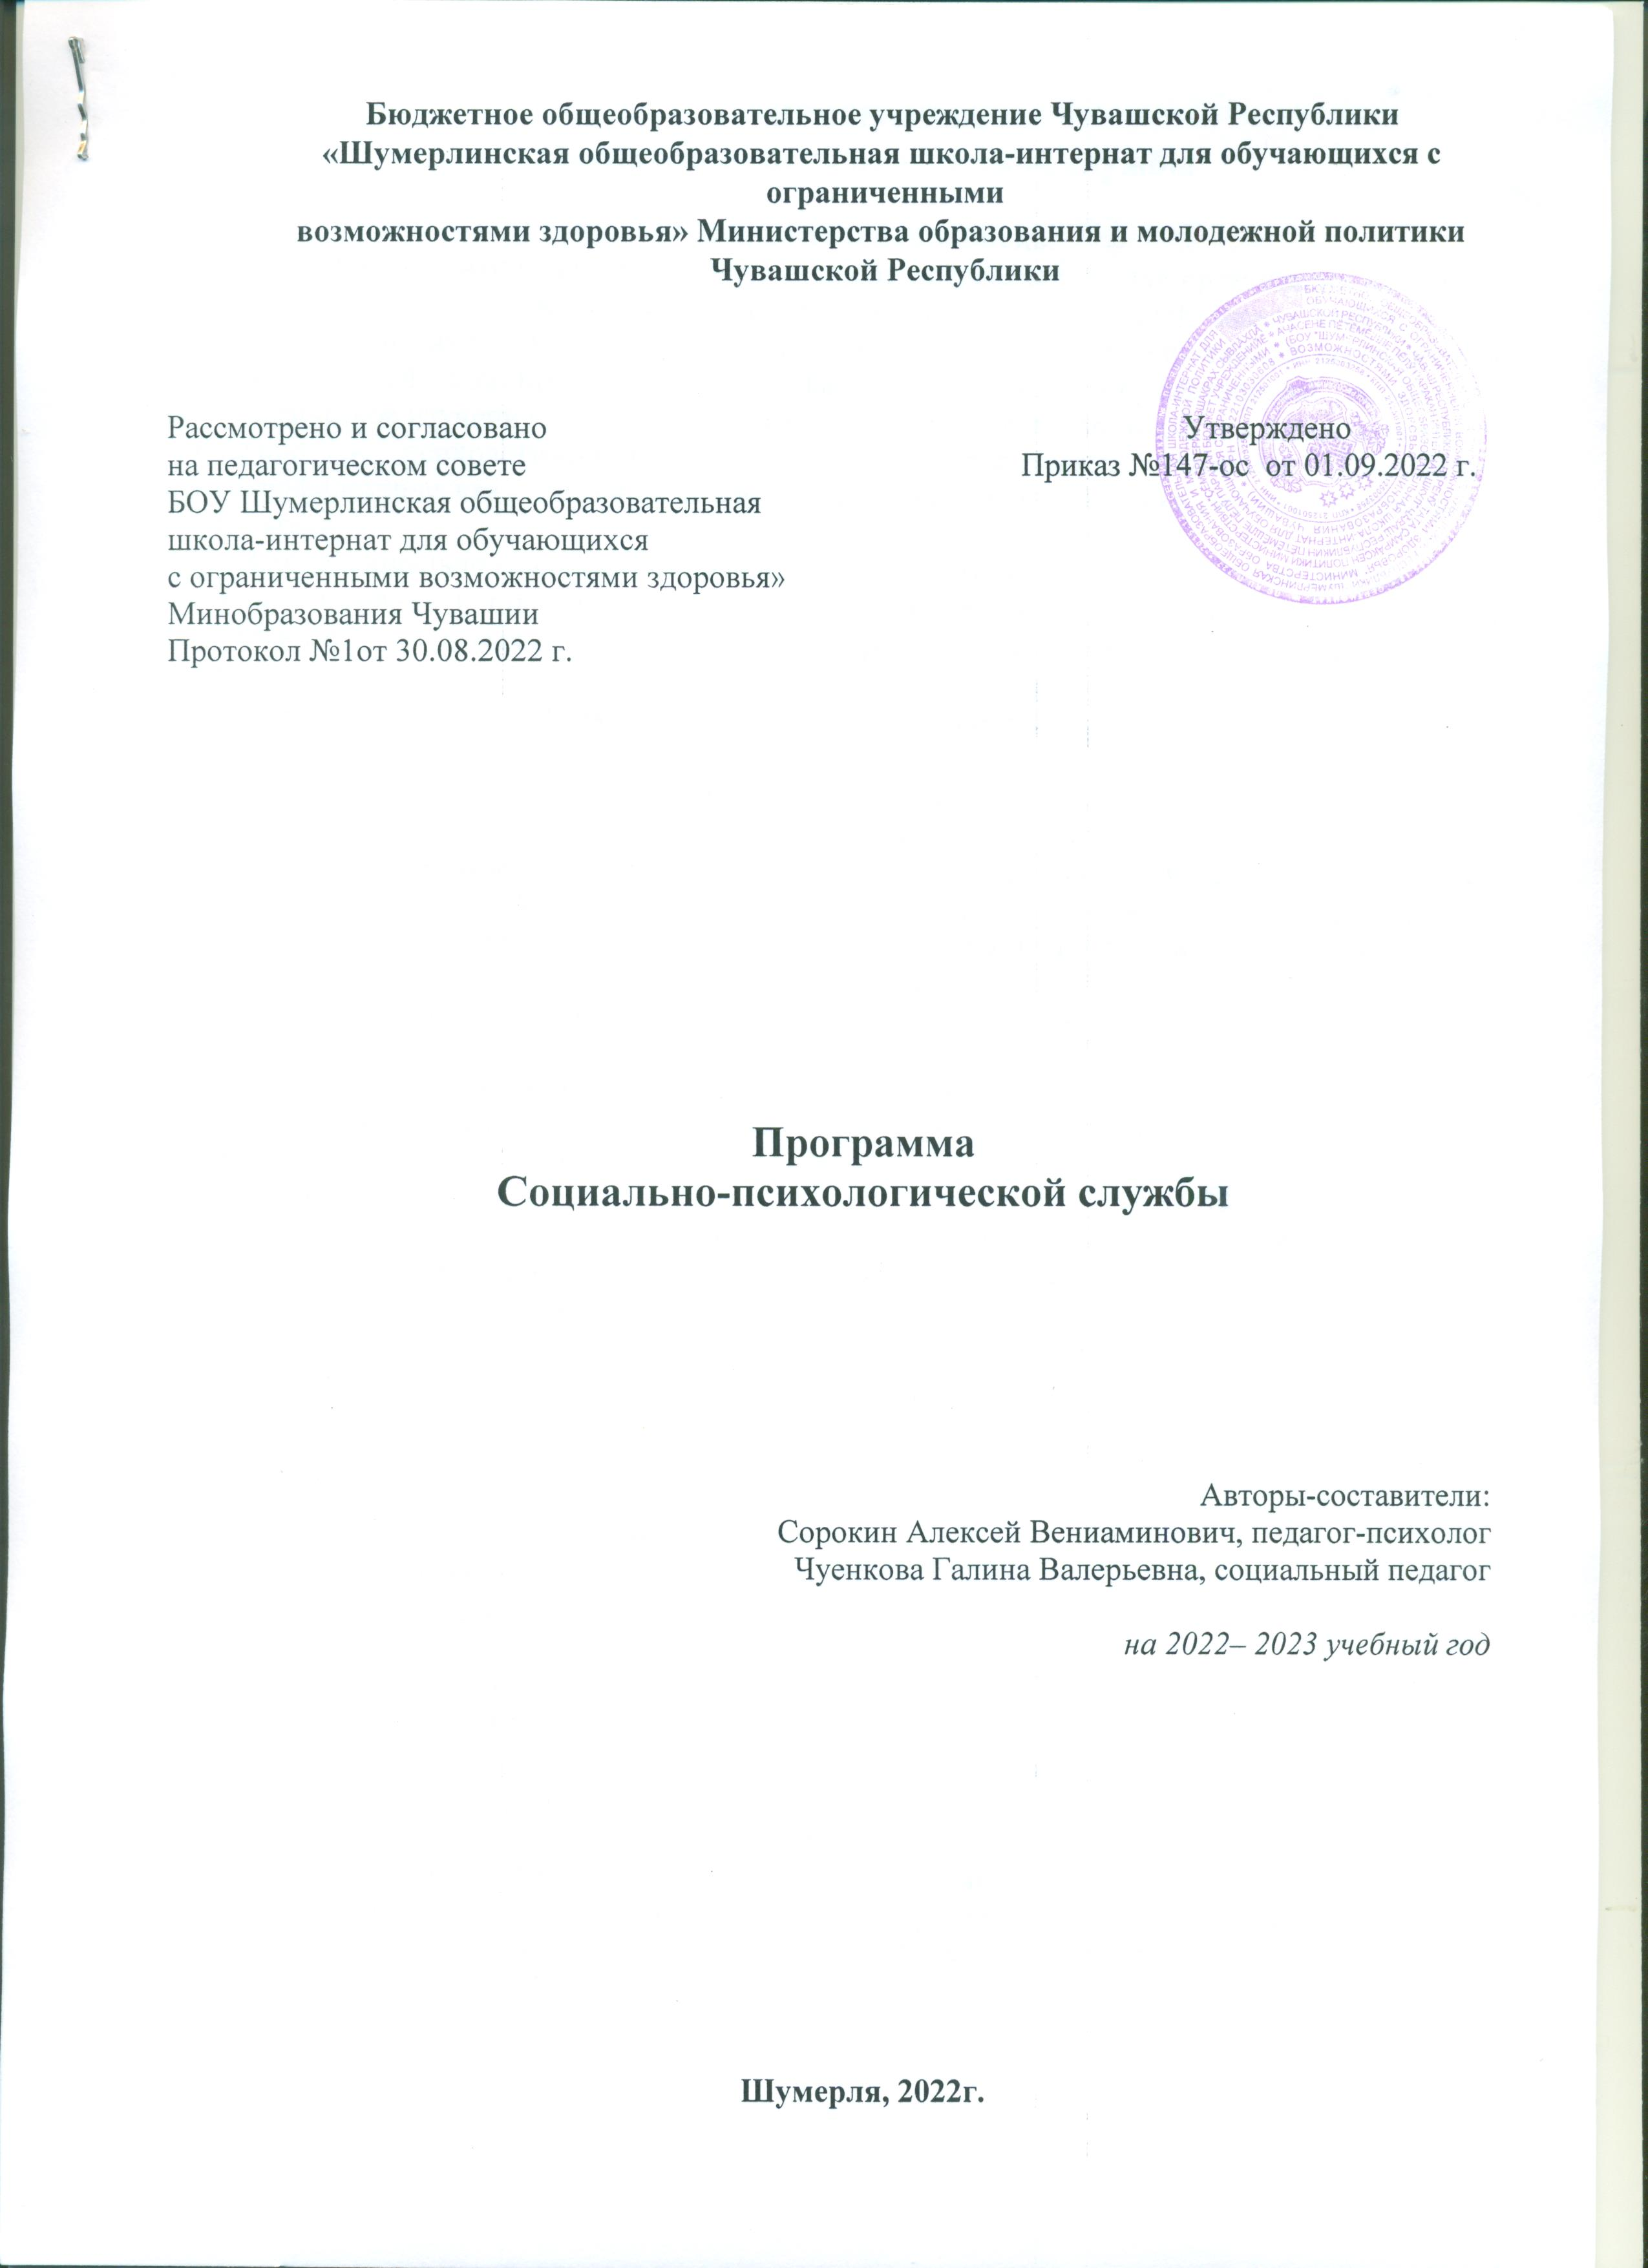 Бюджетное общеобразовательное учреждение Чувашской Республики
«Шумерлинская общеобразовательная школа-интернат для обучающихся с
ограниченными
возможностями здоровья» Министерства образования и молодежной политики
Чувашской Республики
Рассмотрено и согласовано
на педагогическом совете
БОУ Шумерлинская общеобразовательная
школа-интернат для обучающихся
с ограниченными возможностями здоровья»
Минобразования Чувашии
Протокол №1от 30.08.2022 г.
Утверждено
Приказ №147-ос от 01.09.2022 г.
Программа
Социально-психологической службы
Авторы-составители:
Сорокин Алексей Вениаминович, педагог-психолог
Чуенкова Галина Валерьевна, социальный педагог
на 2022– 2023 учебный год
Шумерля, 2022г.